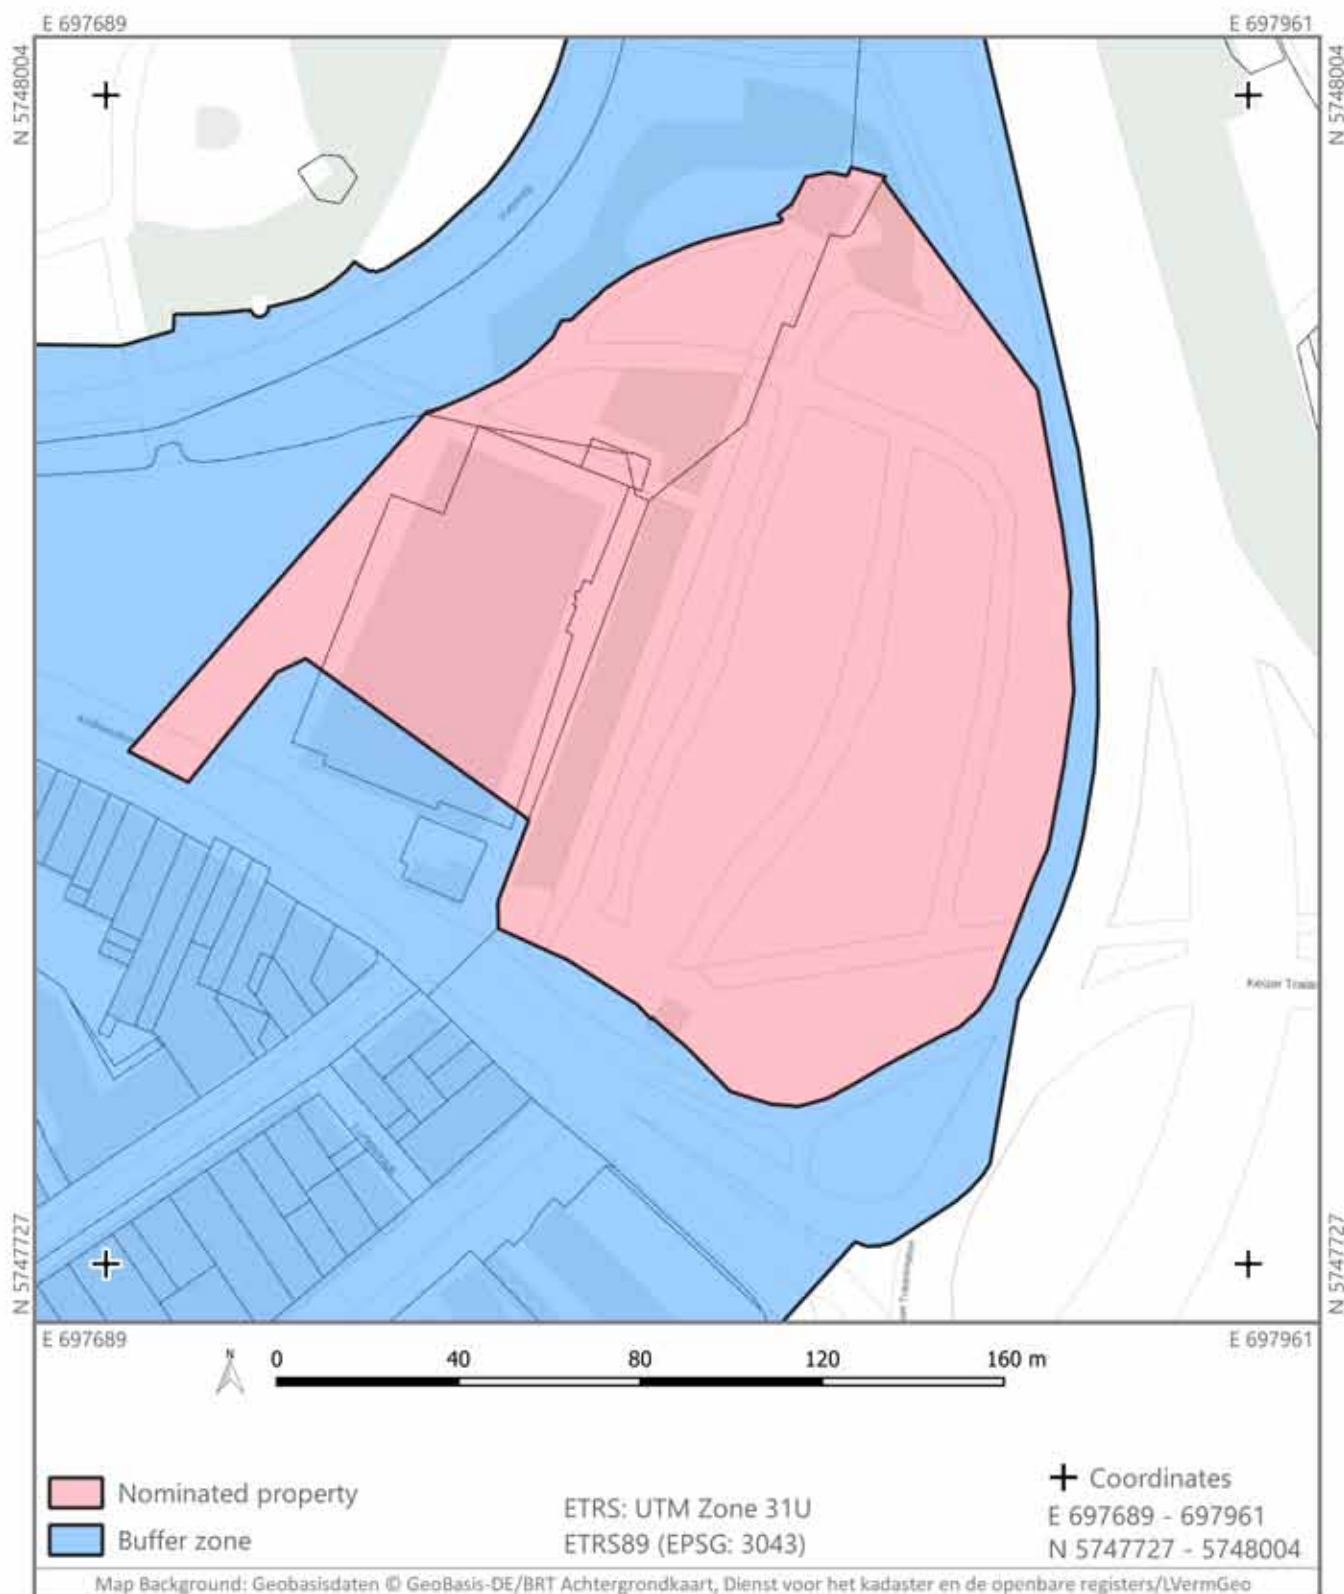 E 697689
E 697961
N 5748004
N 5748004
Keizer Traia
N 5747727
N 5747727
E 697689
E 697961
N
0 40 80 120 160 m
Nominated property
Buffer zone
ETRS: UTM Zone 31U
ETRS89 (EPSG: 3043)
Coordinates
E 697689 - 697961
N 5747727 - 5748004
Map Background: Geobasisdaten © GeoBasis-DE/BRT Achtergrondkaart, Dienst voor het kadaster en de openbare registers/LVermGeo